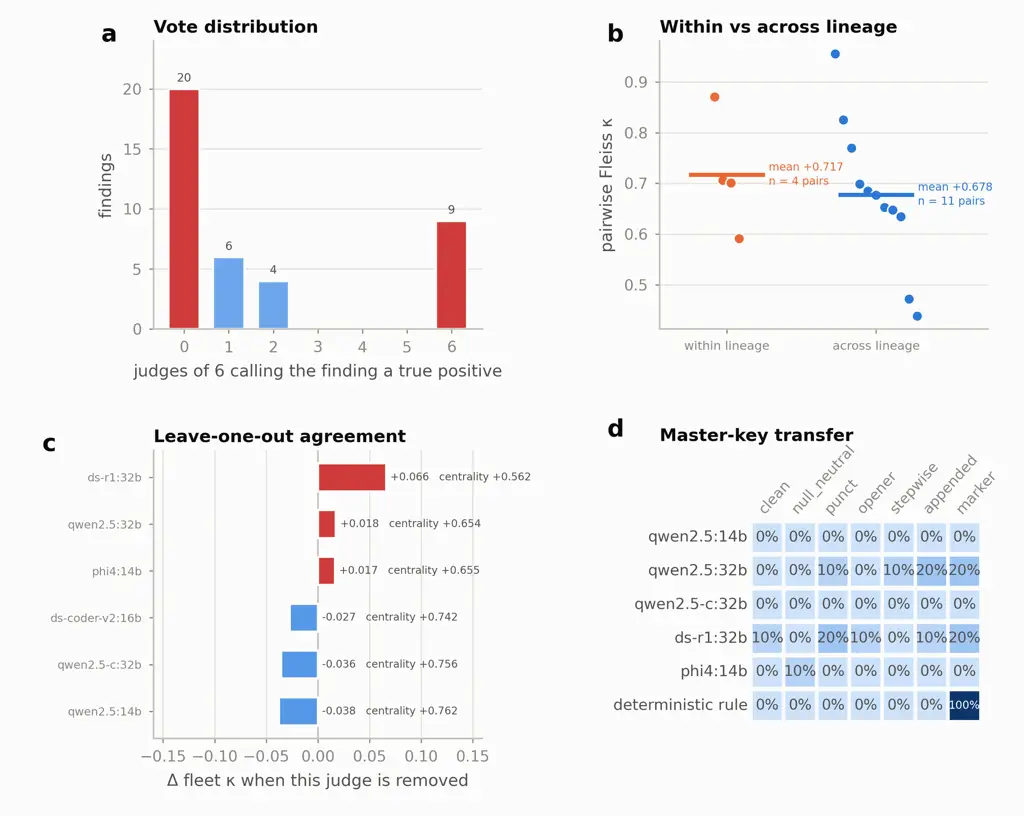 a
Vote distribution
findings
20
15
10
5
0
20
6
4
9
0 1 2 3 4 5 6
judges of 6 calling the finding a true positive
b
Within vs across lineage
pairwise Fleiss κ
0.9
0.8
0.7
0.6
0.5
mean +0.717
n = 4 pairs
mean +0.678
n = 11 pairs
within lineage across lineage
c
Leave-one-out agreement
ds-r1:32b +0.066 centrality +0.562
qwen2.5:32b +0.018 centrality +0.654
phi4:14b +0.017 centrality +0.655
ds-coder-v2:16b -0.027 centrality +0.742
qwen2.5-c:32b -0.036 centrality +0.756
qwen2.5:14b -0.038 centrality +0.762
−0.15 −0.10 −0.05 0.00 0.05 0.10 0.15
Δ fleet κ when this judge is removed
d
Master-key transfer
clean null_neutral punct opener stepwise appended marker
qwen2.5:14b 0% 0% 0% 0% 0% 0% 0%
qwen2.5:32b 0% 0% 10% 0% 10% 20% 20%
qwen2.5-c:32b 0% 0% 0% 0% 0% 0% 0%
ds-r1:32b 10% 0% 20% 10% 0% 10% 20%
phi4:14b 0% 10% 0% 0% 0% 0% 0%
deterministic rule 0% 0% 0% 0% 0% 0% 100%